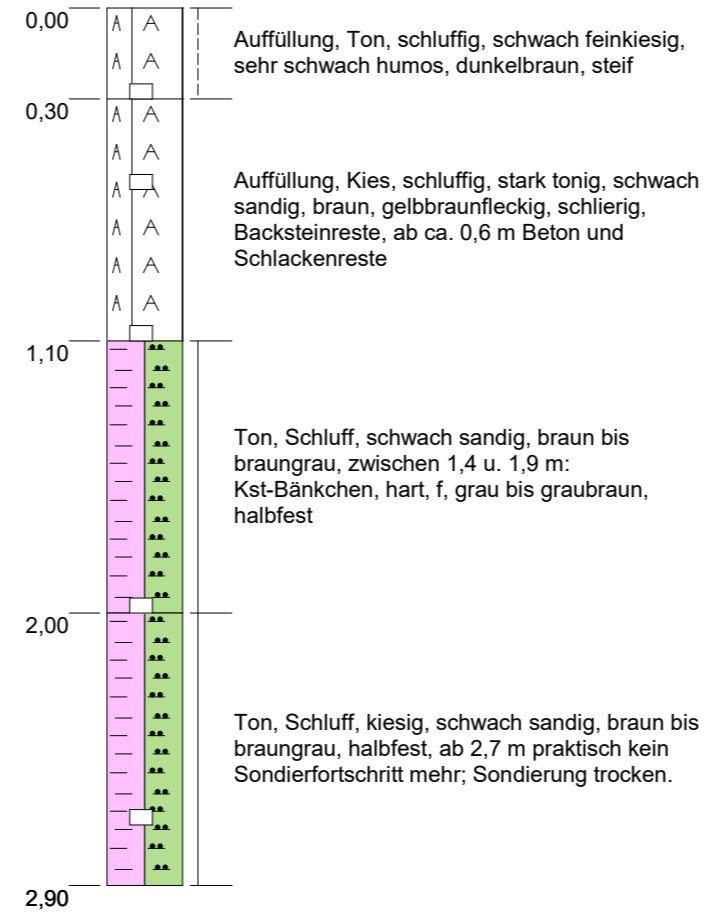 0,00
Auffüllung, Ton, schluffig, schwach feinkiesig,
sehr schwach humos, dunkelbraun, steif
0,30
Auffüllung, Kies, schluffig, stark tonig, schwach
sandig, braun, gelbbraunfleckig, schlierig,
Backsteinreste, ab ca. 0,6 m Beton und
Schlackenreste
1,10
Ton, Schluff, schwach sandig, braun bis
braungrau, zwischen 1,4 u. 1,9 m:
Kst-Bänkchen, hart, f, grau bis graubraun,
halbfest
2,00
Ton, Schluff, kiesig, schwach sandig, braun bis
braungrau, halbfest, ab 2,7 m praktisch kein
Sondierfortschritt mehr; Sondierung trocken.
2,90